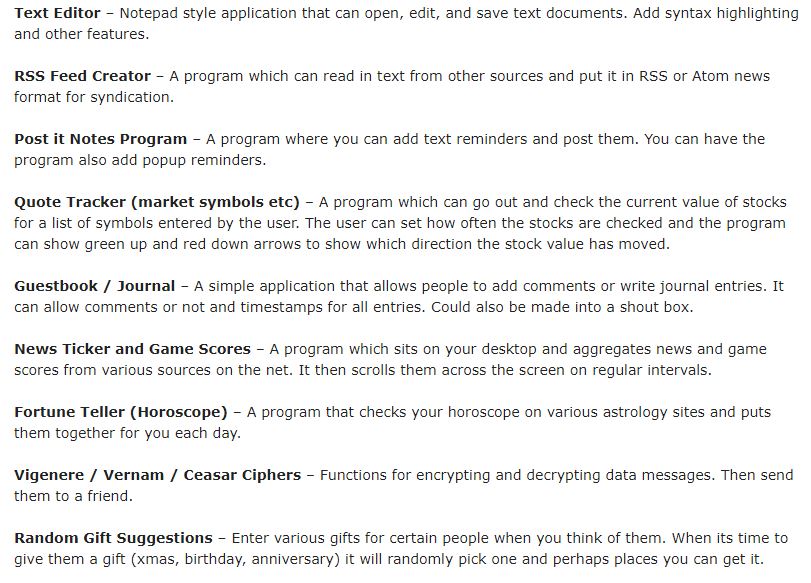 Text Editor – Notepad style application that can open, edit, and save text documents. Add syntax highlighting
and other features.
RSS Feed Creator – A program which can read in text from other sources and put it in RSS or Atom news
format for syndication.
Post it Notes Program – A program where you can add text reminders and post them. You can have the
program also add popup reminders.
Quote Tracker (market symbols etc) – A program which can go out and check the current value of stocks
for a list of symbols entered by the user. The user can set how often the stocks are checked and the program
can show green up and red down arrows to show which direction the stock value has moved.
Guestbook / Journal – A simple application that allows people to add comments or write journal entries. It
can allow comments or not and timestamps for all entries. Could also be made into a shout box.
News Ticker and Game Scores – A program which sits on your desktop and aggregates news and game
scores from various sources on the net. It then scrolls them across the screen on regular intervals.
Fortune Teller (Horoscope) – A program that checks your horoscope on various astrology sites and puts
them together for you each day.
Vigenere / Vernam / Ceasar Ciphers – Functions for encrypting and decrypting data messages. Then send
them to a friend.
Random Gift Suggestions – Enter various gifts for certain people when you think of them. When its time to
give them a gift (xmas, birthday, anniversary) it will randomly pick one and perhaps places you can get it.